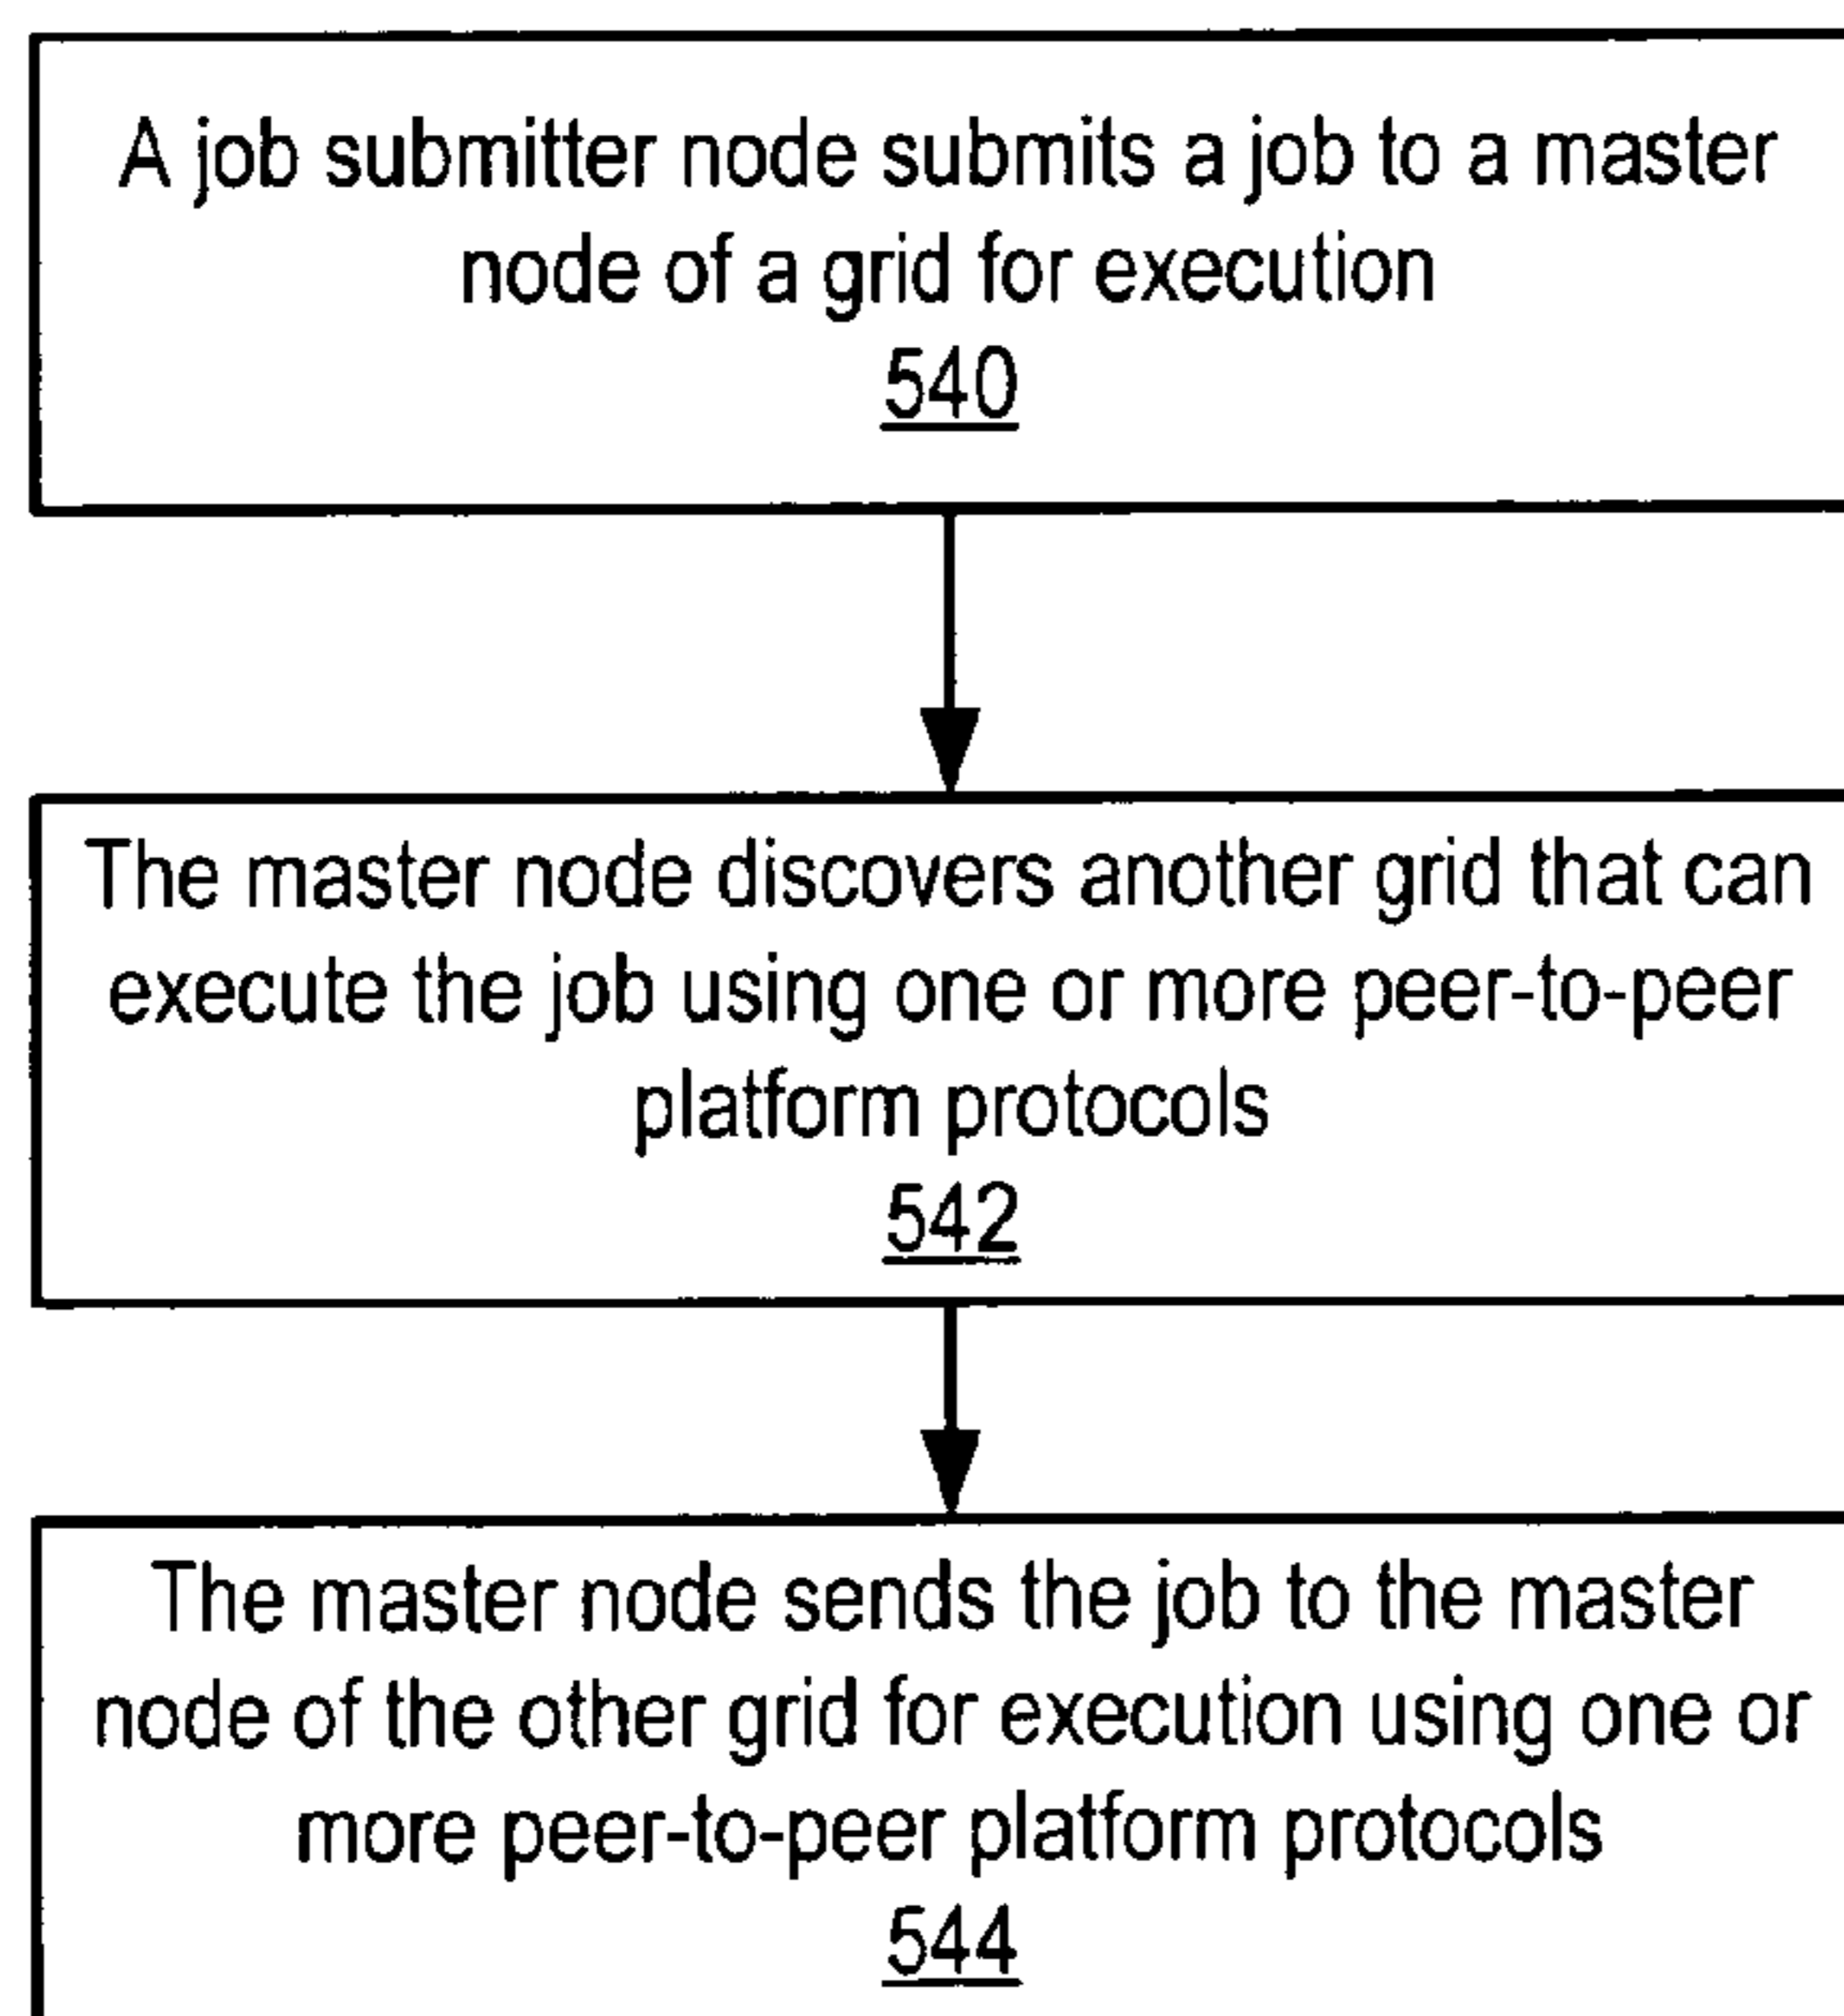 A job submitter node submits a job to a master
node of a grid for execution
540
The master node discovers another grid that can
execute the job using one or more peer-to-peer
platform protocols
542
The master node sends the job to the master
node of the other grid for execution using one or
more peer-to-peer platform protocols
544